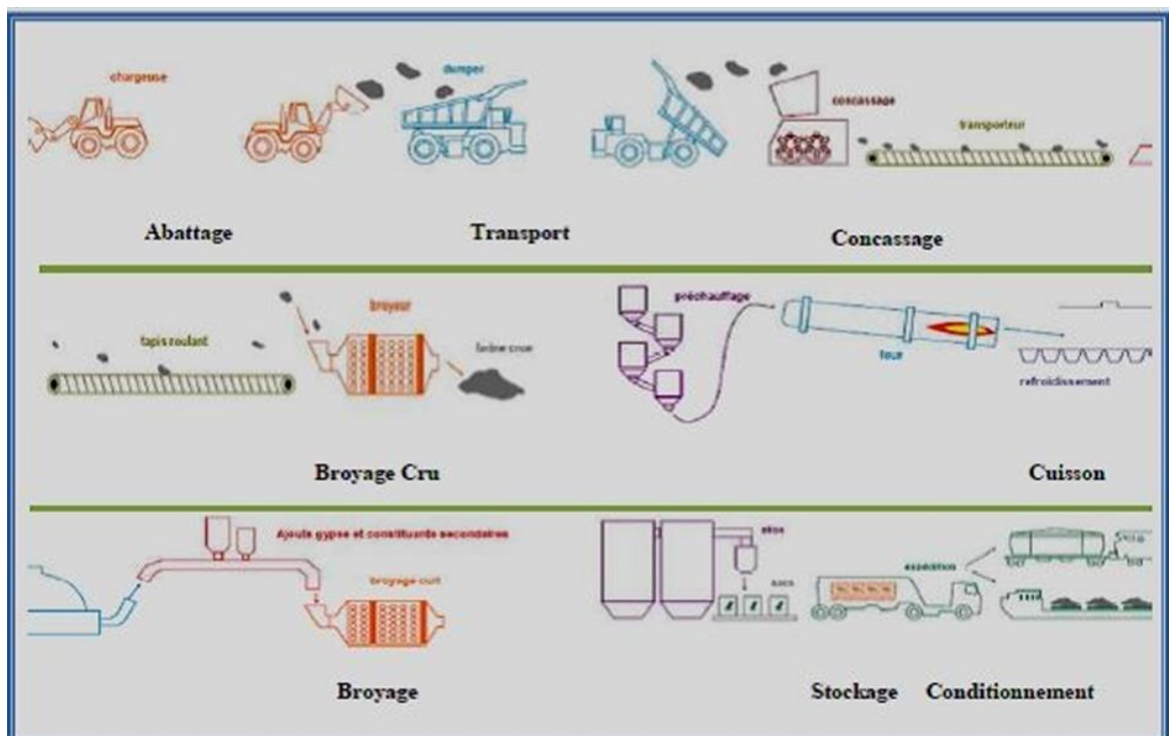 chargeuse
dumper
concassage
transporteur
Abattage
Transport
Concassage
tapis roulant
broyeur
farine crue
préchauffage
four
refroidissement
Broyage Cru
Cuisson
Ajouts gypse et constituants secondaires
broyage cuit
silos
sacs
expédition
Broyage
Stockage
Conditionnement